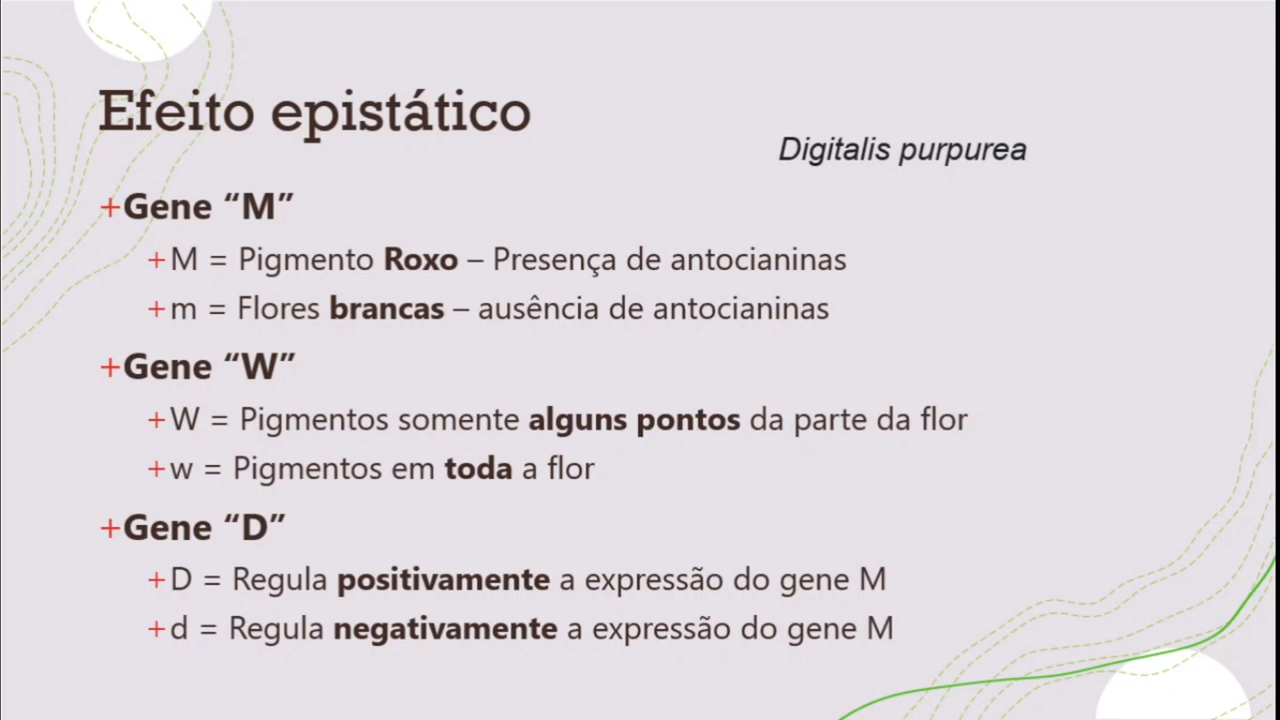 Efeito epistático
Digitalis purpurea
+Gene “M”
+M = Pigmento Roxo – Presença de antocianinas
+m = Flores brancas – ausência de antocianinas
+Gene “W”
+W = Pigmentos somente alguns pontos da parte da flor
+w = Pigmentos em toda a flor
+Gene “D”
+D = Regula positivamente a expressão do gene M
+d = Regula negativamente a expressão do gene M